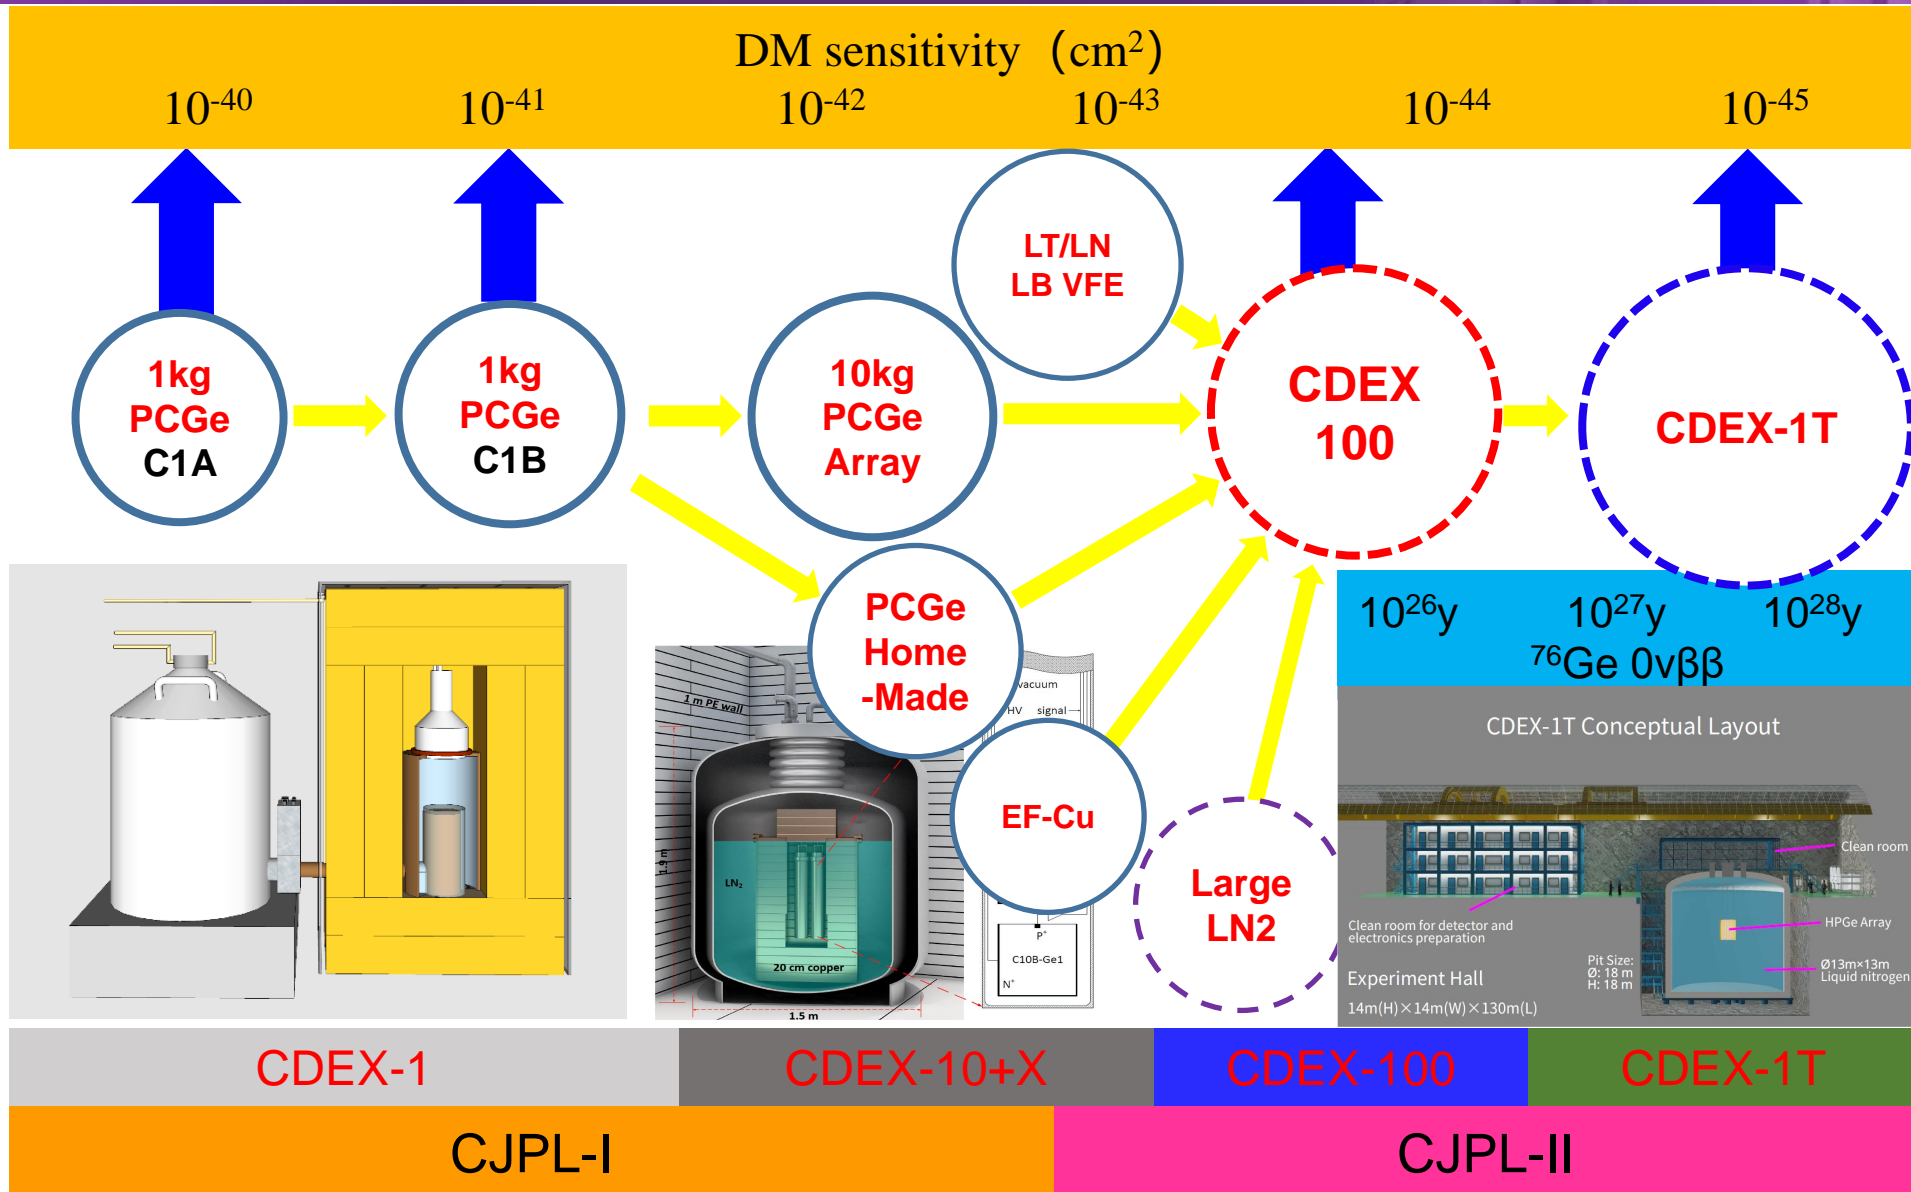 DM sensitivity（cm²)
10⁻⁴⁰ 10⁻⁴¹ 10⁻⁴² 10⁻⁴³ 10⁻⁴⁴ 10⁻⁴⁵
1kg
PCGe
C1A
1kg
PCGe
C1B
10kg
PCGe
Array
LT/LN
LB VFE
CDEX
100
CDEX-1T
PCGe
Home
-Made
EF-Cu
Large
LN2
10²⁶y 10²⁷y 10²⁸y
⁷⁶Ge 0νββ
1 m PE wall
1.9 m
LN₂
20 cm copper
1.5 m
vacuum
HV signal
P⁺
C10B-Ge1
N⁺
CDEX-1T Conceptual Layout
Clean room
Clean room for detector and
electronics preparation
HPGe Array
Pit Size:
Ø: 18 m
H: 18 m
Ø13m×13m
Liquid nitrogen
Experiment Hall
14m(H)×14m(W)×130m(L)
CDEX-1 CDEX-10+X CDEX-100 CDEX-1T
CJPL-I CJPL-II